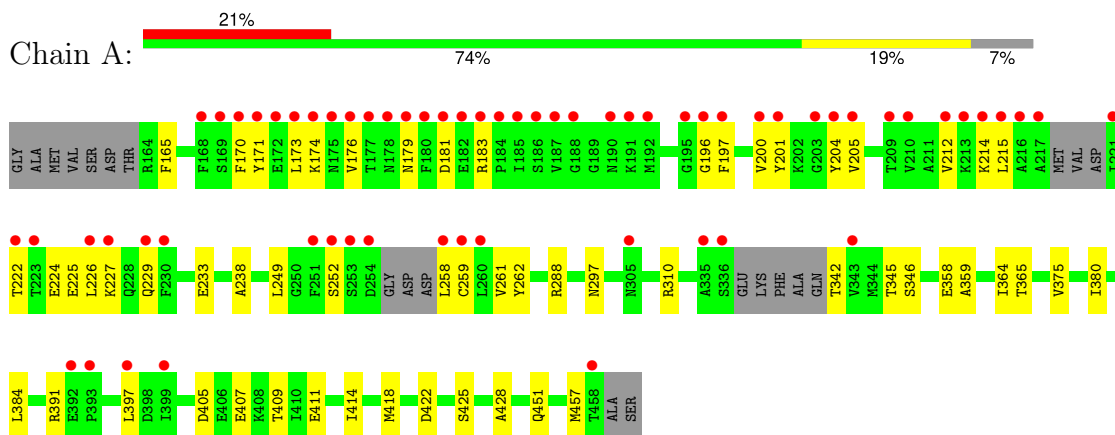 21%
Chain A:
74% 19% 7%
GLY ALA MET VAL SER ASP THR R164 F165 F168 S169 F170 Y171 E172 L173 K174 N175 V176 T177 N178 N179 F180 D181 E182 R183 P184 I185 S186 V187 G188 G189 N190 K191 M192 G195 G196 F197 V200 Y201 K202 G203 Y204 V205 T209 V210 A211 V212 K213 K214 L215 A216 A217 MET VAL ASP
T222 T223 E224 E225 L226 K227 Q228 Q229 F230 E233 A238 L249 G250 F251 S252 S253 D254 GLY ASP ASP L258 C259 L260 V261 Y262 R288 N297 N305 R310 A335 S336 GLU LYS PHE ALA GLN T342 V343 M344 T345 S346 E358 A359 I364 T365 V375 I380
L384 R391 E392 P393 L397 D398 I399 D405 E406 E407 K408 T409 I410 E411 I414 M418 D422 S425 A428 Q451 M457 T458 ALA SER